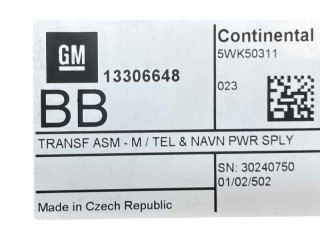 GM
13306648
BB
Continental
5WK50311
023
TRANSF ASM - M / TEL & NAVN PWR SPLY
SN: 30240750
01/02/502
Made in Czech Republic